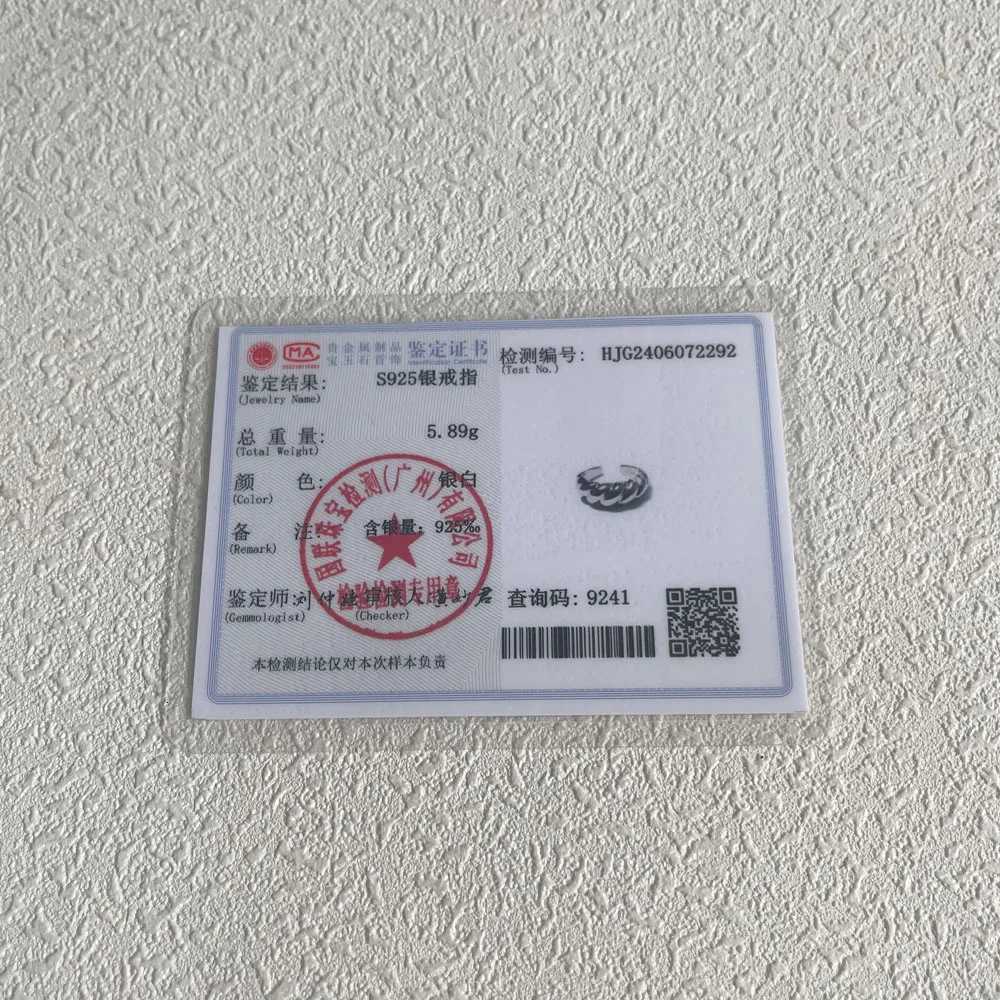 MA
贵金属制品
宝玉石首饰
鉴定证书
Identification Certificate
检测编号: HJG2406072292
(Test No.)
鉴定结果: S925银戒指
(Jewelry Name)
总重量: 5.89g
(Total Weight)
颜色: 银白
(Color)
备注: 含银量: 925‰
(Remark)
国联珠宝检测(广州)有限公司
检验检测专用章
鉴定师:
(Gemmologist)
(Checker)
查询码: 9241
本检测结论仅对本次样本负责